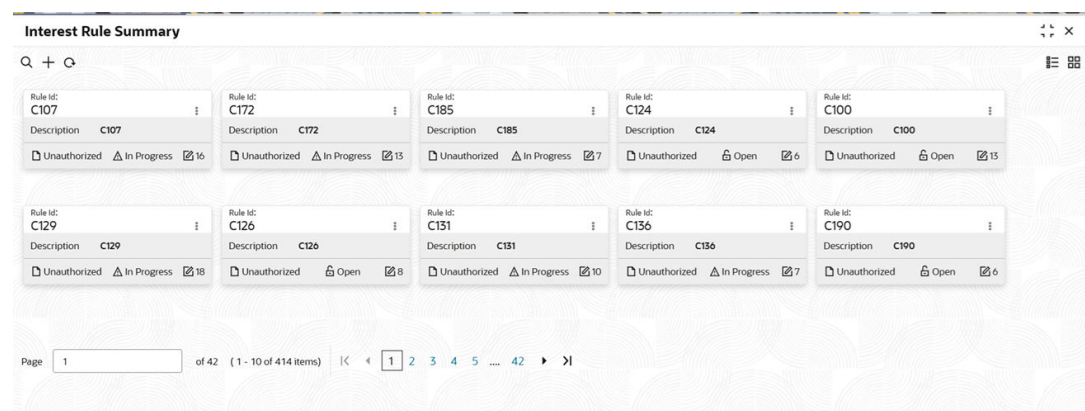 Interest Rule Summary
Rule Id: Rule Id: Rule Id: Rule Id: Rule Id:
C107 C172 C185 C124 C100
Description C107 Description C172 Description C185 Description C124 Description C100
Unauthorized In Progress 16 Unauthorized In Progress 13 Unauthorized In Progress 7 Unauthorized Open 6 Unauthorized Open 13
Rule Id: Rule Id: Rule Id: Rule Id: Rule Id:
C129 C126 C131 C136 C190
Description C129 Description C126 Description C131 Description C136 Description C190
Unauthorized In Progress 18 Unauthorized Open 8 Unauthorized In Progress 10 Unauthorized In Progress 7 Unauthorized Open 6
Page 1 of 42 ( 1 - 10 of 414 items) 1 2 3 4 5 .... 42